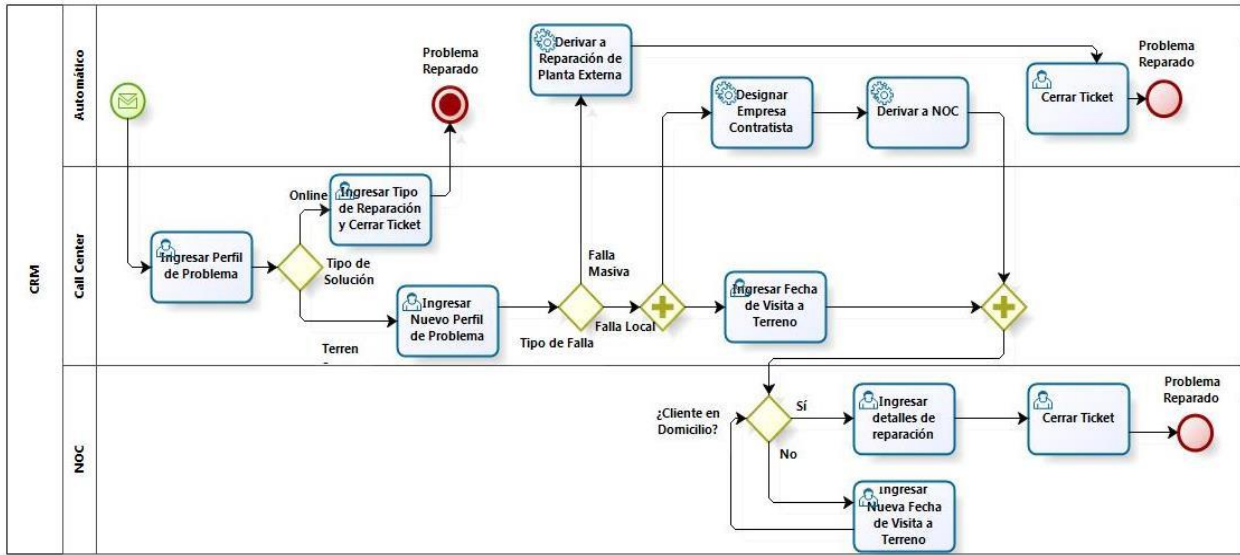 CRM
Automático
Problema
Reparado
Derivar a
Reparación de
Planta Externa
Designar
Empresa
Contratista
Derivar a NOC
Cerrar Ticket
Problema
Reparado
Call Center
Ingresar Perfil
de Problema
Online
Tipo de
Solución
Ingresar Tipo
de Reparación
y Cerrar Ticket
Terren
Ingresar
Nuevo Perfil
de Problema
Tipo de Falla
Falla
Masiva
Falla Local
Ingresar Fecha
de Visita a
Terreno
NOC
¿Cliente en
Domicilio?
Sí
No
Ingresar
detalles de
reparación
Cerrar Ticket
Problema
Reparado
Ingresar
Nueva Fecha
de Visita a
Terreno